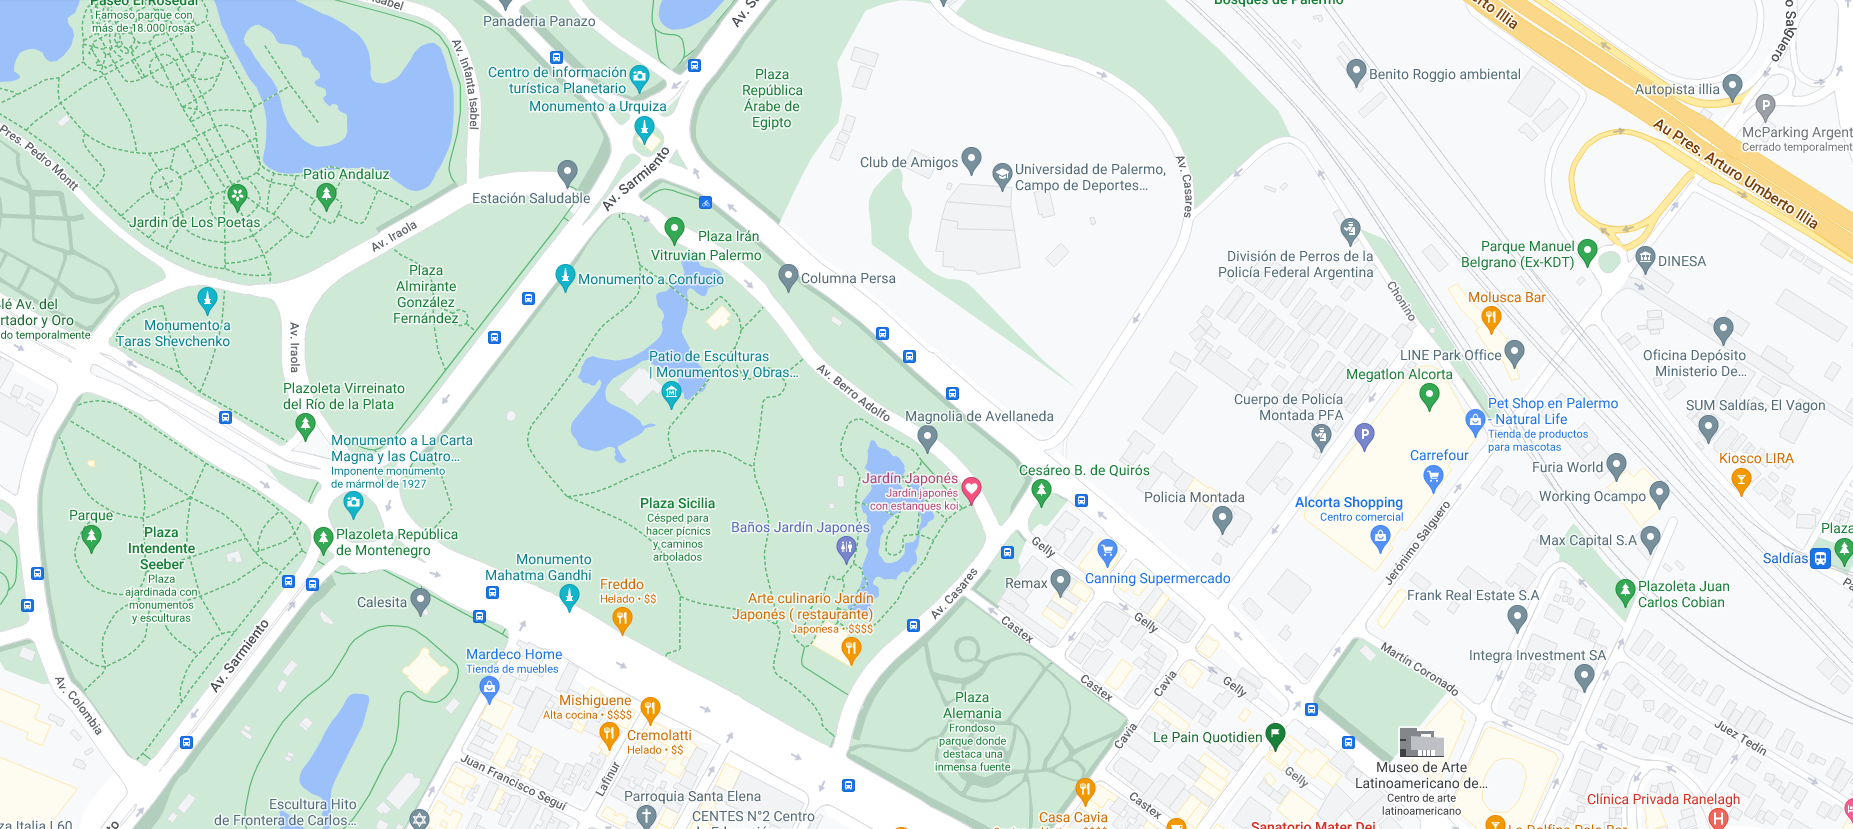 Paseo El Rosedal
Famoso parque con
más de 18.000 rosas
Isabel
Panaderia Panazo
Av. Sa
Bosques de Palermo
erto Illia
o Salguero
Av. Infanta Isabel
Centro de información
turística Planetario
Monumento a Urquiza
Plaza
República
Árabe de
Egipto
Benito Roggio ambiental
Autopista illia
McParking Argent
Cerrado temporalment
Au Pres. Arturo Umberto Illia
Pres. Pedro Montt
Patio Andaluz
Jardin de Los Poetas
Estación Saludable
Av. Sarmiento
Club de Amigos
Universidad de Palermo,
Campo de Deportes...
Av. Casares
Av. Iraola
Plaza Irán
Vitruvian Palermo
Columna Persa
Monumento a Confucio
División de Perros de la
Policía Federal Argentina
Parque Manuel
Belgrano (Ex-KDT)
DINESA
Plaza
Almirante
González
Fernández
lé Av. del
rtador y Oro
do temporalmente
Monumento a
Taras Shevchenko
Av. Iraola
Chonino
Molusca Bar
LINE Park Office
Oficina Depósito
Ministerio De...
Patio de Esculturas
| Monumentos y Obras...
Av. Berro Adolfo
Megatlon Alcorta
Plazoleta Virreinato
del Río de la Plata
Magnolia de Avellaneda
Cuerpo de Policía
Montada PFA
P
Pet Shop en Palermo
- Natural Life
Tienda de productos
para mascotas
SUM Saldías, El Vagon
Monumento a La Carta
Magna y las Cuatro...
Imponente monumento
de mármol de 1927
Carrefour
Furia World
Kiosco LIRA
Jardín Japonés
Jardín japonés
con estanques koi
Cesáreo B. de Quirós
Policia Montada
Alcorta Shopping
Centro comercial
Working Ocampo
Parque
Plaza
Intendente
Seeber
Plaza
ajardinada con
monumentos
y esculturas
Plazoleta República
de Montenegro
Plaza Sicilia
Césped para
hacer picnics
y caminos
arbolados
Baños Jardín Japonés
Gelly
Jerónimo Salguero
Max Capital S.A
Plaza
Saldías
Monumento
Mahatma Gandhi
Freddo
Helado • $$
Canning Supermercado
Remax
Calesita
Arte culinario Jardín
Japonés ( restaurante)
Japonesa • $$$$
Av. Casares
Castex
Gelly
Frank Real Estate S.A
Plazoleta Juan
Carlos Cobian
Av. Sarmiento
Mardeco Home
Tienda de muebles
Martín Coronado
Integra Investment SA
Av. Colombia
Mishiguene
Alta cocina • $$$$
Cremolatti
Helado • $$
Plaza
Alemania
Frondoso
parque donde
destaca una
inmensa fuente
Castex
Cavia
Gelly
Cavia
Le Pain Quotidien
Museo de Arte
Latinoamericano de...
Centro de arte
latinoamericano
Juez Tedín
Juan Francisco Seguí
Lafinur
Gelly
Escultura Hito
de Frontera de Carlos...
Parroquia Santa Elena
CENTES N°2 Centro
Castex
Casa Cavia
Clínica Privada Ranelagh
za Italia L60
Sanatorio Mater Dei
La Delfina Palo Bar